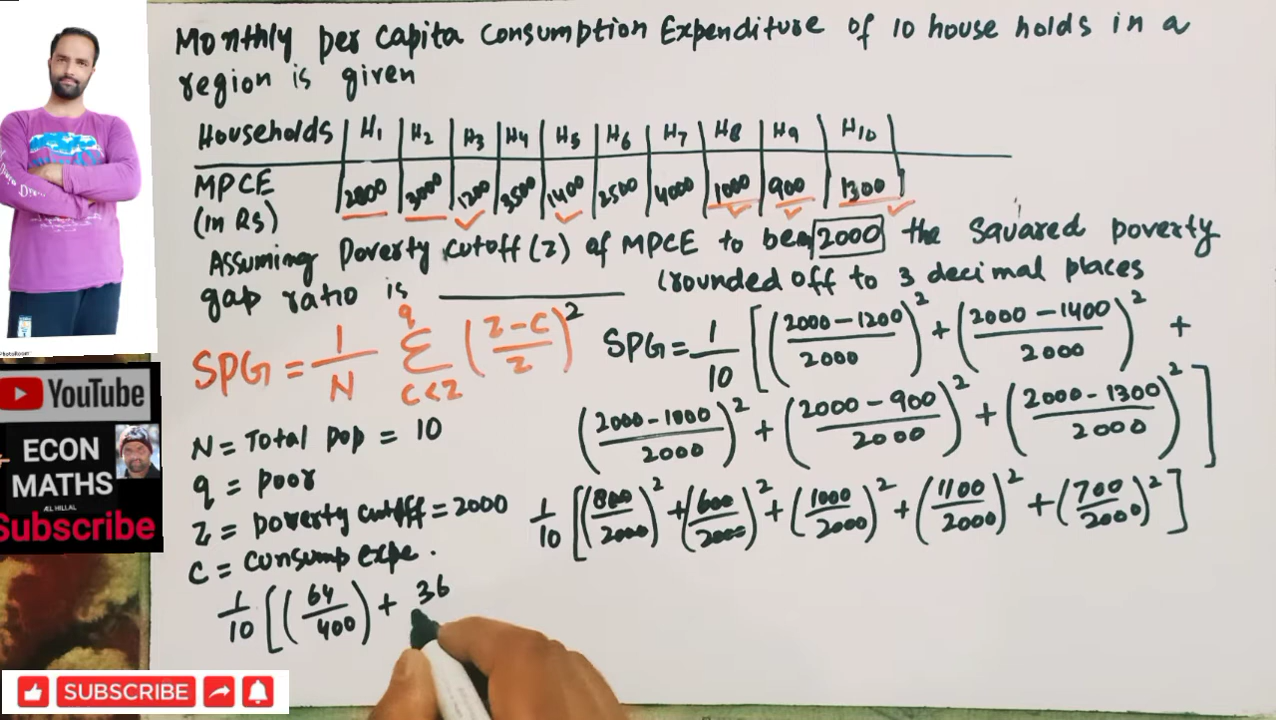 Monthly per capita consumption Expenditure of 10 house holds in a
region is given
Households | H1 | H2 | H3 | H4 | H5 | H6 | H7 | H8 | H9 | H10
MPCE (in Rs) | 2800 | 3000 | 1200 | 3500 | 1400 | 2500 | 4000 | 1000 | 900 | 1300
Assuming Poverty cutoff (z) of MPCE to be 2000 the squared poverty
gap ratio is ________ (rounded off to 3 decimal places
SPG = 1/N Σ^q_{C<Z} ((Z-C)/Z)^2
SPG = 1/10 [((2000-1200)/2000)^2 + ((2000-1400)/2000)^2 +
((2000-1000)/2000)^2 + ((2000-900)/2000)^2 + ((2000-1300)/2000)^2]
N = Total pop = 10
q = poor
Z = poverty cutoff = 2000
C = consump expe.
1/10 [(800/2000)^2 + (600/2000)^2 + (1000/2000)^2 + (1100/2000)^2 + (700/2000)^2]
1/10 [(64/400) + 36
PhotoRoom
YouTube
ECON
MATHS
ÆL HILLAL
Subscribe
SUBSCRIBE